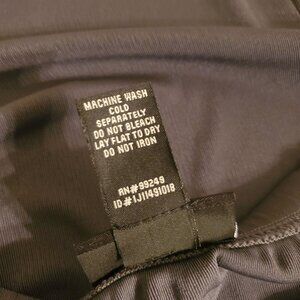 MACHINE WASH
COLD
SEPARATELY
DO NOT BLEACH
LAY FLAT TO DRY
DO NOT IRON
RN#99249
ID#1J11491018